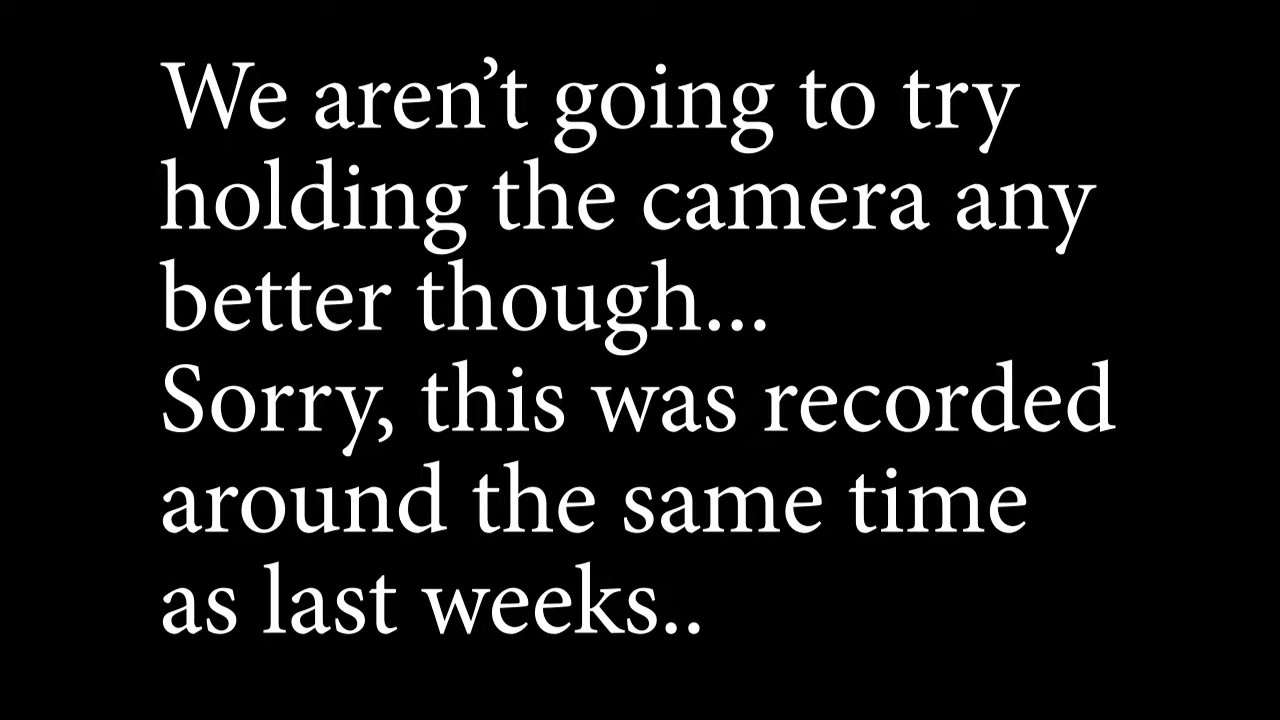 We aren’t going to try
holding the camera any
better though...
Sorry, this was recorded
around the same time
as last weeks..